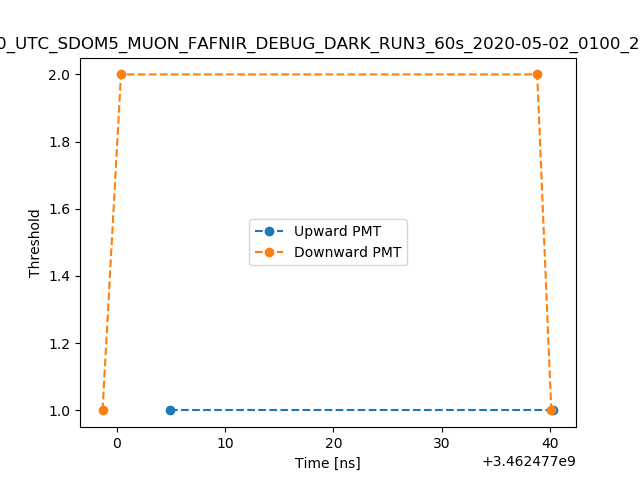 0_UTC_SDOM5_MUON_FAFNIR_DEBUG_DARK_RUN3_60s_2020-05-02_0100_2
2.0
1.8
1.6
1.4
1.2
1.0
Threshold
Upward PMT
Downward PMT
0 10 20 30 40
Time [ns]
+3.462477e9